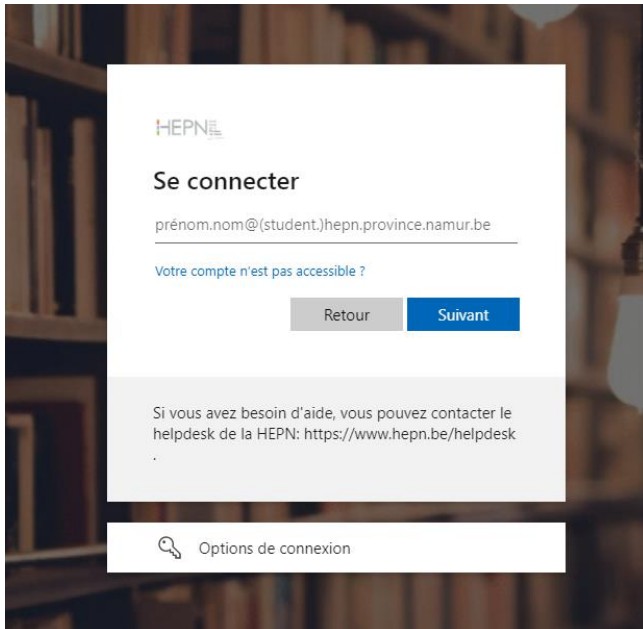 HEPN
Se connecter
prénom.nom@(student.)hepn.province.namur.be
Votre compte n'est pas accessible ?
Retour
Suivant
Si vous avez besoin d'aide, vous pouvez contacter le
helpdesk de la HEPN: https://www.hepn.be/helpdesk
.
Options de connexion